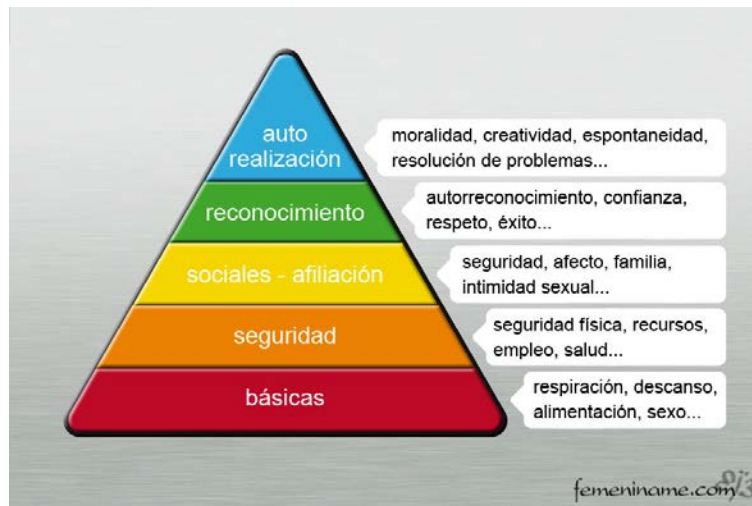 auto
realización
moralidad, creatividad, espontaneidad,
resolución de problemas...
reconocimiento
autorreconocimiento, confianza,
respeto, éxito...
sociales - afiliación
seguridad, afecto, familia,
intimidad sexual...
seguridad
seguridad física, recursos,
empleo, salud...
básicas
respiración, descanso,
alimentación, sexo...
femeniname.com